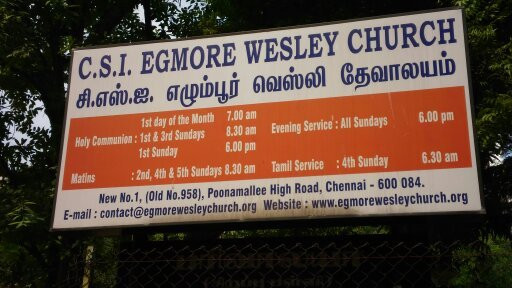 C.S.I. EGMORE WESLEY CHURCH
சி.எஸ்.ஐ. எழும்பூர் வெஸ்லி தேவாலயம்
1st day of the Month 7.00 am
Holy Communion : 1st & 3rd Sundays 8.30 am
1st Sunday 6.00 pm
Evening Service : All Sundays 6.00 pm
Matins : 2nd, 4th & 5th Sundays 8.30 am
Tamil Service : 4th Sunday 6.30 am
New No.1, (Old No.958), Poonamallee High Road, Chennai - 600 084.
E-mail : contact@egmorewesleychurch.org Website : www.egmorewesleychurch.org